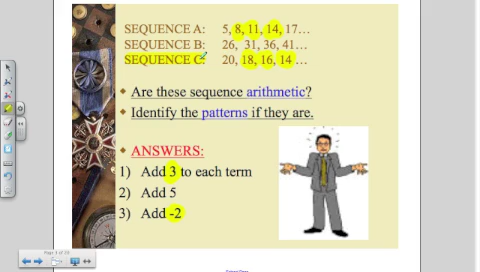 SEQUENCE A: 5, 8, 11, 14, 17…
SEQUENCE B: 26, 31, 36, 41…
SEQUENCE C: 20, 18, 16, 14…
Are these sequence arithmetic?
Identify the patterns if they are.
ANSWERS:
1) Add 3 to each term
2) Add 5
3) Add -2